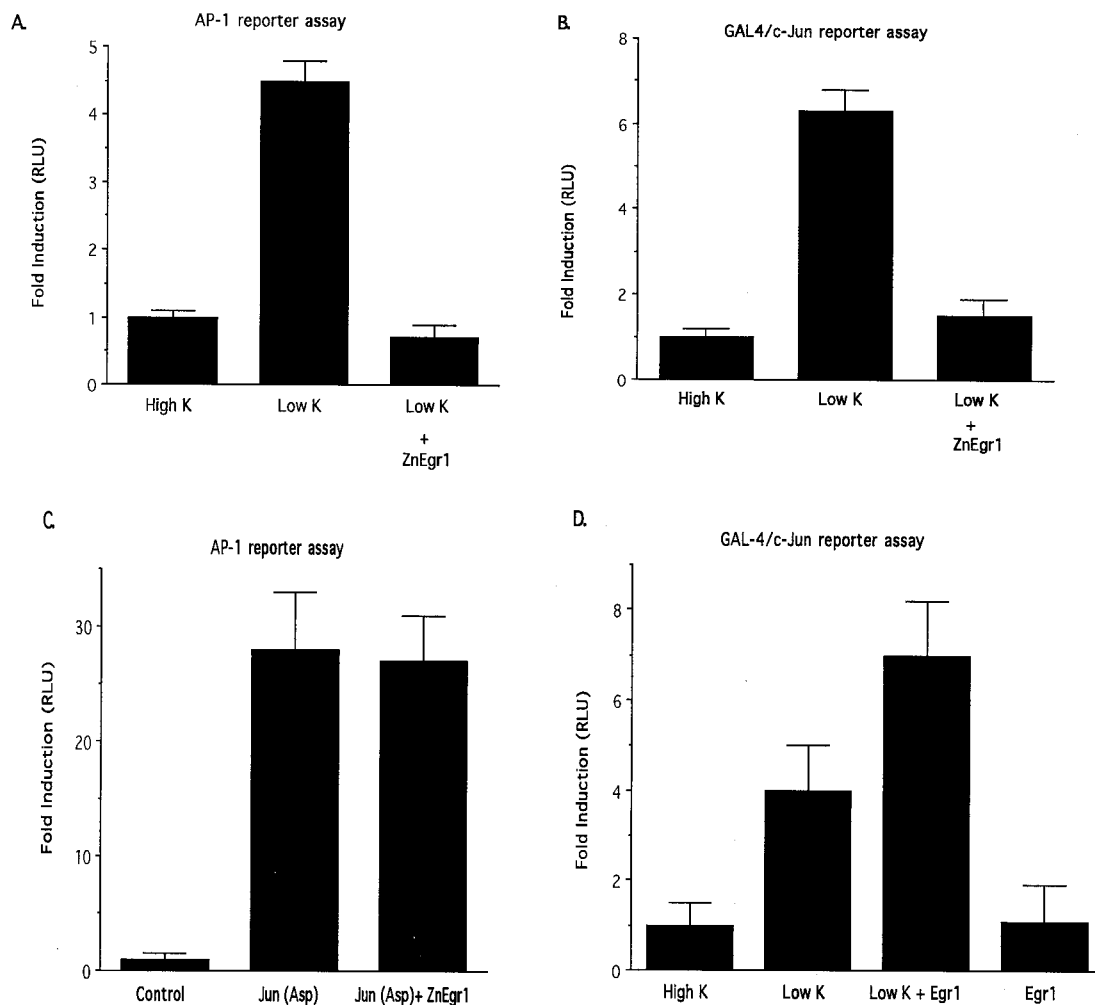 A.
AP-1 reporter assay
Fold Induction (RLU)
5
4
3
2
1
0
High K
Low K
Low K
+
ZnEgr1
B.
GAL4/c-Jun reporter assay
Fold Induction (RLU)
8
6
4
2
0
High K
Low K
Low K
+
ZnEgr1
C.
AP-1 reporter assay
Fold Induction (RLU)
30
20
10
0
Control
Jun (Asp)
Jun (Asp)+ ZnEgr1
D.
GAL-4/c-Jun reporter assay
Fold Induction (RLU)
8
6
4
2
0
High K
Low K
Low K + Egr1
Egr1